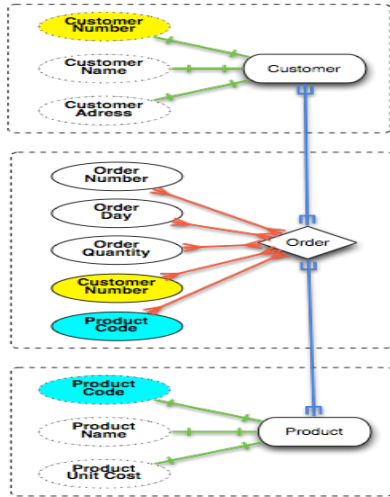 Customer
Number
Customer
Name
Customer
Adress
Customer
Order
Number
Order
Day
Order
Quantity
Customer
Number
Product
Code
Order
Product
Code
Product
Name
Product
Unit Cost
Product